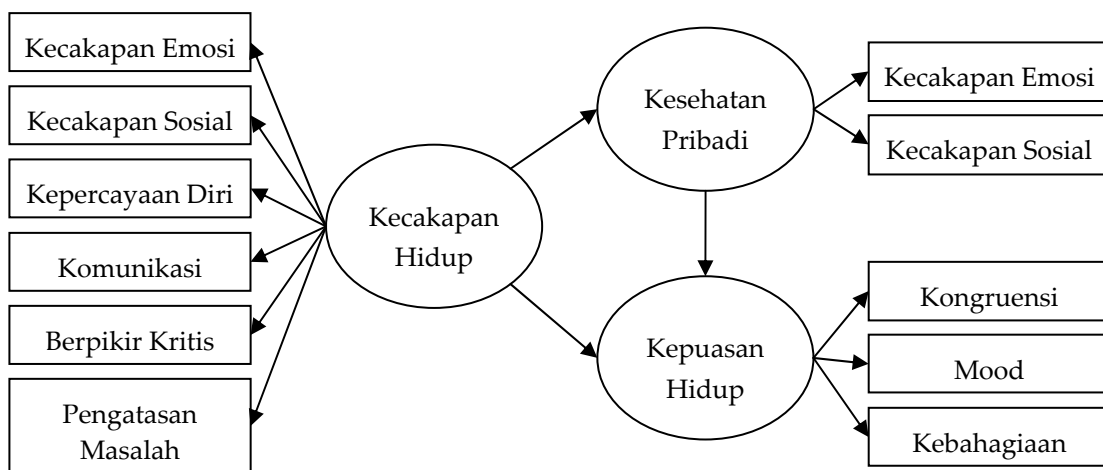 Kecakapan Emosi
Kecakapan Sosial
Kepercayaan Diri
Komunikasi
Berpikir Kritis
Pengatasan
Masalah
Kecakapan
Hidup
Kesehatan
Pribadi
Kepuasan
Hidup
Kecakapan Emosi
Kecakapan Sosial
Kongruensi
Mood
Kebahagiaan